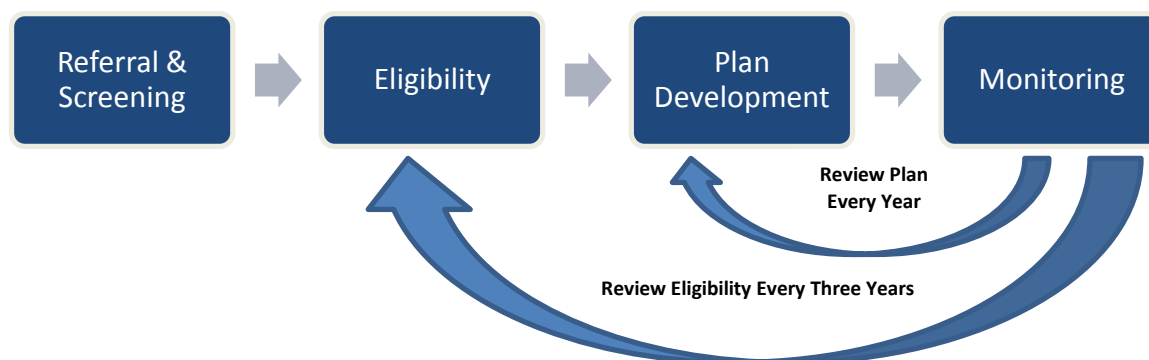 Referral &
Screening
Eligibility
Plan
Development
Monitoring
Review Plan
Every Year
Review Eligibility Every Three Years